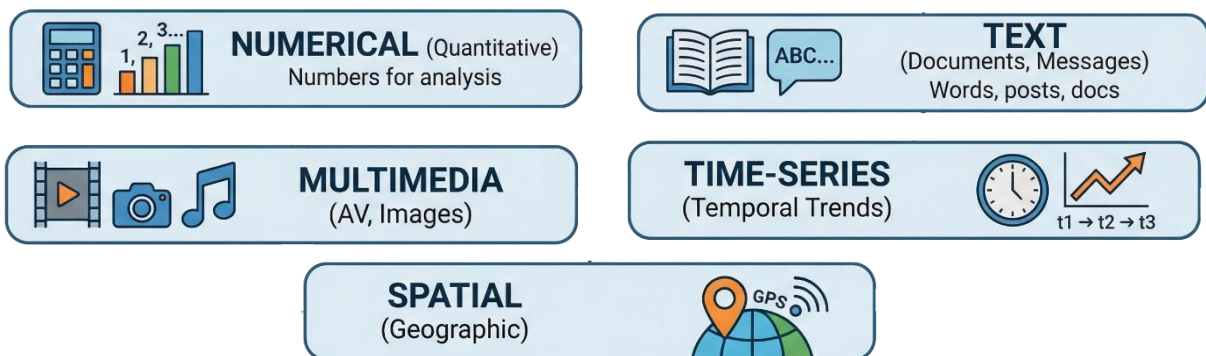 1, 2, 3...
NUMERICAL (Quantitative)
Numbers for analysis
ABC...
TEXT
(Documents, Messages)
Words, posts, docs
MULTIMEDIA
(AV, Images)
TIME-SERIES
(Temporal Trends)
t1 → t2 → t3
SPATIAL
(Geographic)
GPS